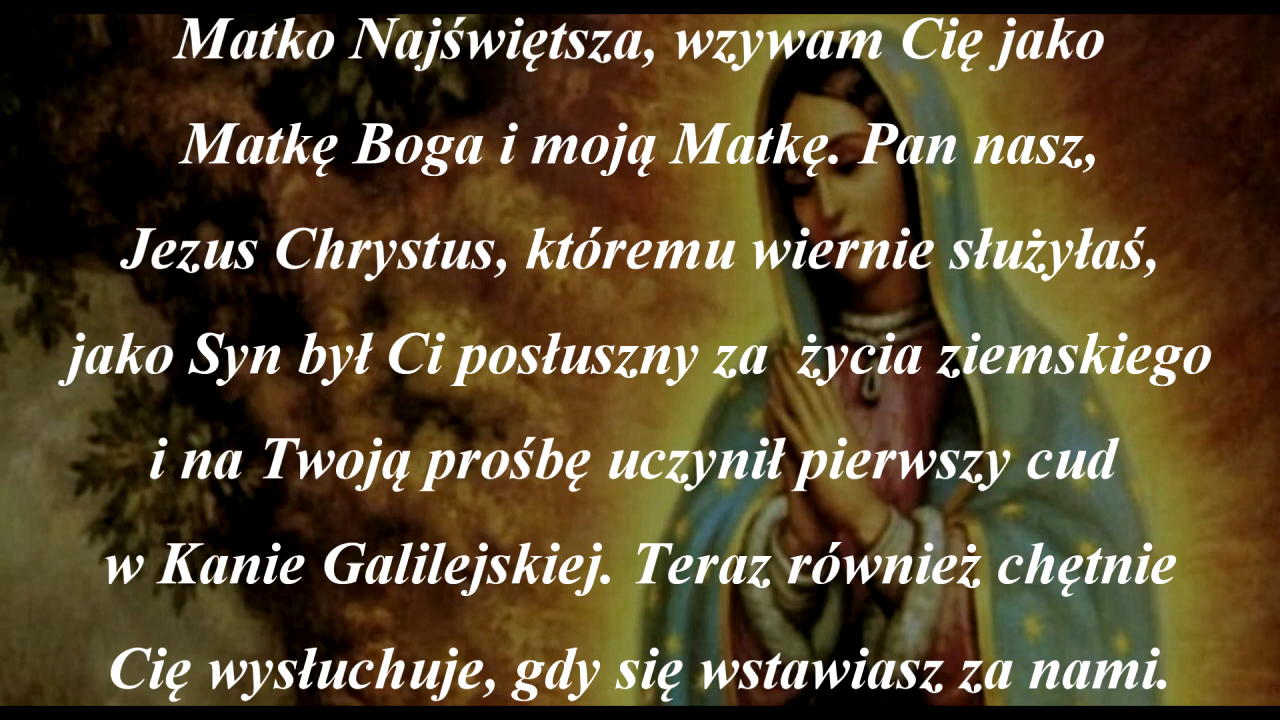 Matko Najświętsza, wzywam Cię jako
Matkę Boga i moją Matkę. Pan nasz,
Jezus Chrystus, któremu wiernie służyłaś,
jako Syn był Ci posłuszny za  życia ziemskiego
i na Twoją prośbę uczynił pierwszy cud
w Kanie Galilejskiej. Teraz również chętnie
Cię wysłuchuje, gdy się wstawiasz za nami.